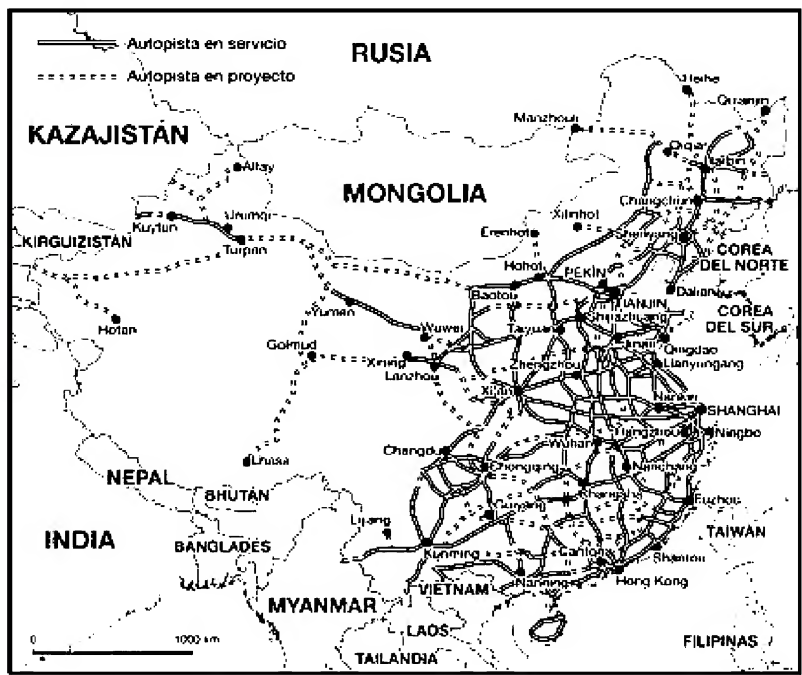 Autopista en servicio
Autopista en proyecto
RUSIA
KAZAJISTÁN
MONGOLIA
KIRGUIZISTÁN
Heihe
Manzhouli
Altay
Kuytun
Urumqi
Turpan
Changchun
Xilinhot
Erenhot
Shenyang
Hohot
PEKÍN
Baotou
TIANJIN
Dalian
COREA
DEL NORTE
COREA
DEL SUR
Hotan
Yumen
Golmud
Wuwei
Xining
Lanzhou
Taiyuan
Shijiazhuang
Jinan
Qingdao
Lianyungang
Zhengzhou
Xi'an
SHANGHAI
Hangzhou
Ningbo
Wuhan
Chengdu
Chongqing
Nanchang
Lhasa
NEPAL
BHUTÁN
INDIA
BANGLADÉS
MYANMAR
Lijiang
Kunming
Guiyang
Changsha
Fuzhou
TAIWÁN
Shantou
Cantón
Hong Kong
Nanning
VIETNAM
LAOS
TAILANDIA
FILIPINAS
0 1000 km